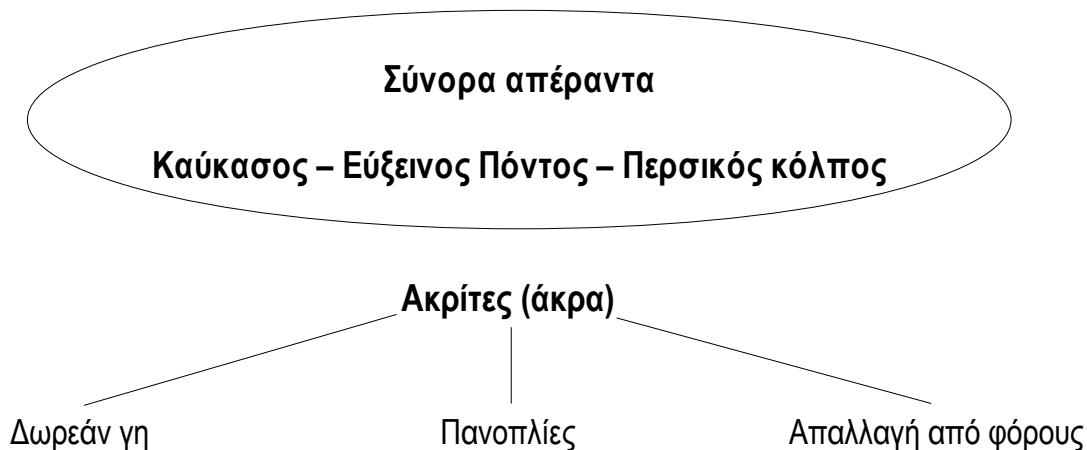 Σύνορα απέραντα
Καύκασος – Εύξεινος Πόντος – Περσικός κόλπος
Ακρίτες (άκρα)
Δωρεάν γη
Πανοπλίες
Απαλλαγή από φόρους